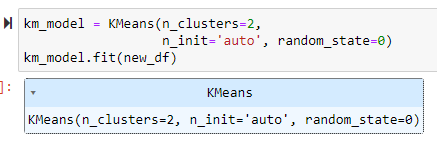 km_model = KMeans(n_clusters=2,
n_init='auto', random_state=0)
km_model.fit(new_df)
]:
KMeans
KMeans(n_clusters=2, n_init='auto', random_state=0)